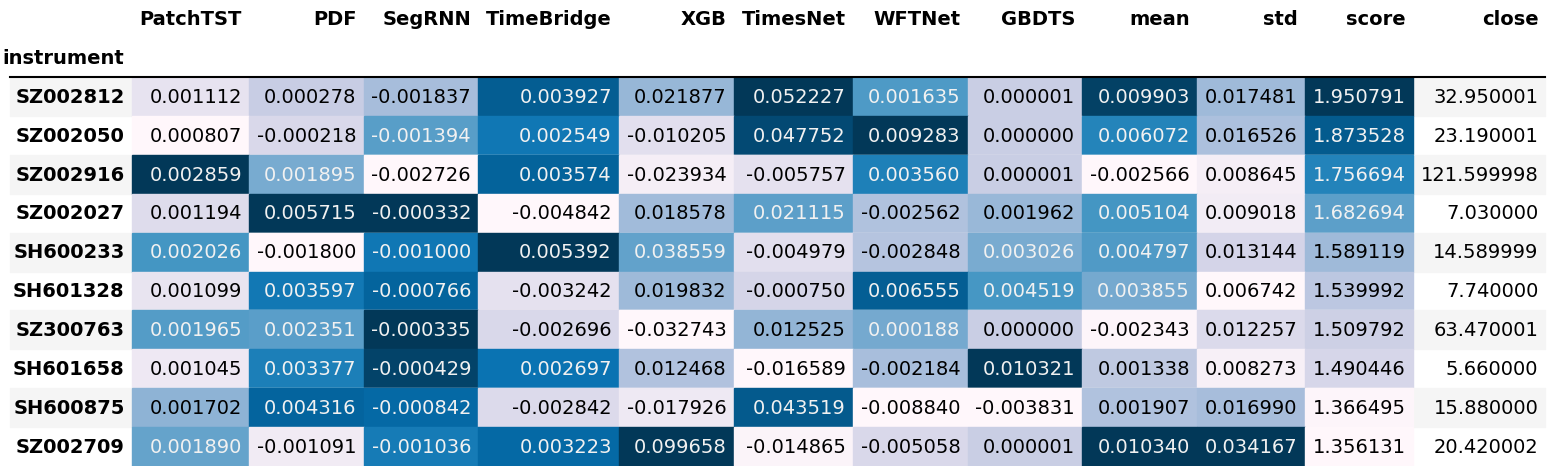 PatchTST PDF SegRNN TimeBridge XGB TimesNet WFTNet GBDTS mean std score close
instrument
SZ002812 0.001112 0.000278 -0.001837 0.003927 0.021877 0.052227 0.001635 0.000001 0.009903 0.017481 1.950791 32.950001
SZ002050 0.000807 -0.000218 -0.001394 0.002549 -0.010205 0.047752 0.009283 0.000000 0.006072 0.016526 1.873528 23.190001
SZ002916 0.002859 0.001895 -0.002726 0.003574 -0.023934 -0.005757 0.003560 0.000001 -0.002566 0.008645 1.756694 121.599998
SZ002027 0.001194 0.005715 -0.000332 -0.004842 0.018578 0.021115 -0.002562 0.001962 0.005104 0.009018 1.682694 7.030000
SH600233 0.002026 -0.001800 -0.001000 0.005392 0.038559 -0.004979 -0.002848 0.003026 0.004797 0.013144 1.589119 14.589999
SH601328 0.001099 0.003597 -0.000766 -0.003242 0.019832 -0.000750 0.006555 0.004519 0.003855 0.006742 1.539992 7.740000
SZ300763 0.001965 0.002351 -0.000335 -0.002696 -0.032743 0.012525 0.000188 0.000000 -0.002343 0.012257 1.509792 63.470001
SH601658 0.001045 0.003377 -0.000429 0.002697 0.012468 -0.016589 -0.002184 0.010321 0.001338 0.008273 1.490446 5.660000
SH600875 0.001702 0.004316 -0.000842 -0.002842 -0.017926 0.043519 -0.008840 -0.003831 0.001907 0.016990 1.366495 15.880000
SZ002709 0.001890 -0.001091 -0.001036 0.003223 0.099658 -0.014865 -0.005058 0.000001 0.010340 0.034167 1.356131 20.420002